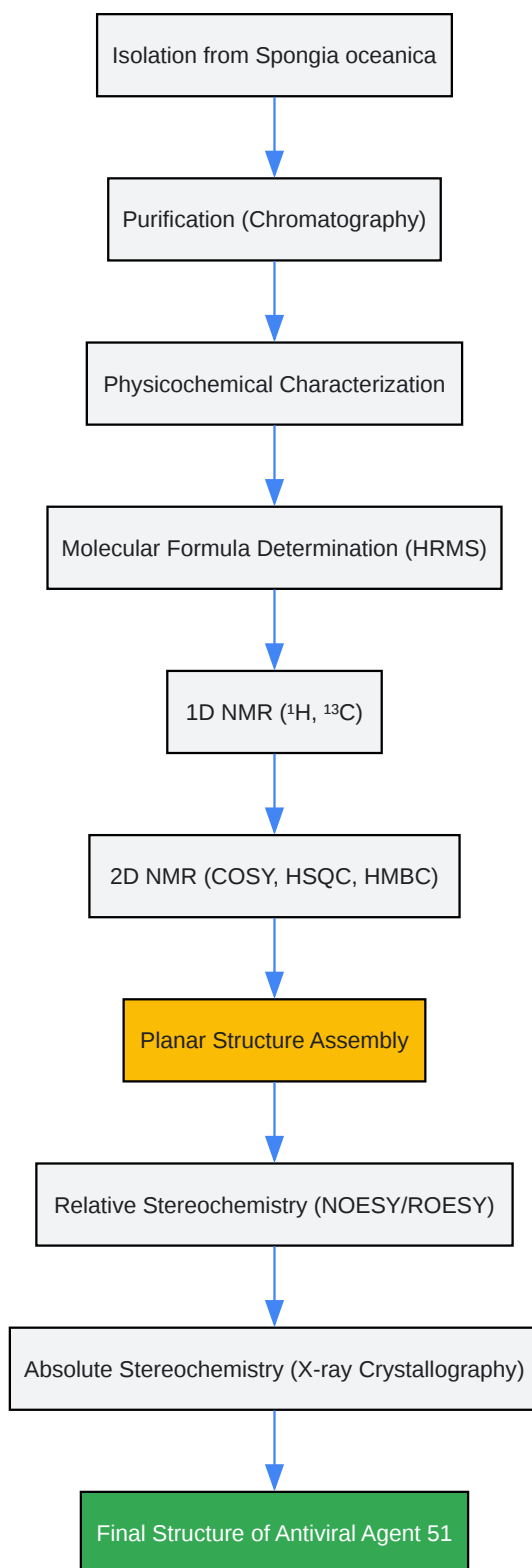 Isolation from Spongia oceanica
Purification (Chromatography)
Physicochemical Characterization
Molecular Formula Determination (HRMS)
1D NMR (¹H, ¹³C)
2D NMR (COSY, HSQC, HMBC)
Planar Structure Assembly
Relative Stereochemistry (NOESY/ROESY)
Absolute Stereochemistry (X-ray Crystallography)
Final Structure of Antiviral Agent 51